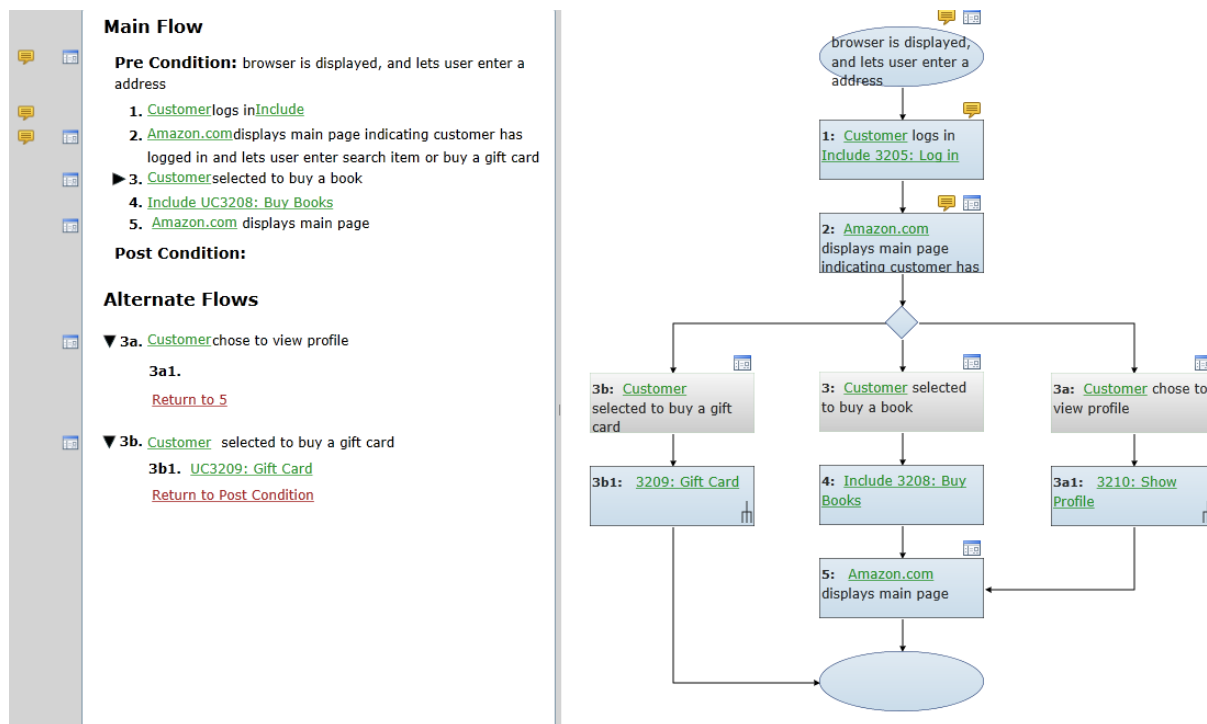 Main Flow
Pre Condition: browser is displayed, and lets user enter a
address
1. Customerlogs inInclude
2. Amazon.comdisplays main page indicating customer has
logged in and lets user enter search item or buy a gift card
3. Customerselected to buy a book
4. Include UC3208: Buy Books
5. Amazon.com displays main page
Post Condition:
Alternate Flows
3a. Customerchose to view profile
3a1.
Return to 5
3b. Customer selected to buy a gift card
3b1. UC3209: Gift Card
Return to Post Condition
browser is displayed,
and lets user enter a
address
1: Customer logs in
Include 3205: Log in
2: Amazon.com
displays main page
indicating customer has
3b: Customer
selected to buy a gift
card
3: Customer selected
to buy a book
3a: Customer chose to
view profile
3b1: 3209: Gift Card
4: Include 3208: Buy
Books
3a1: 3210: Show
Profile
5: Amazon.com
displays main page